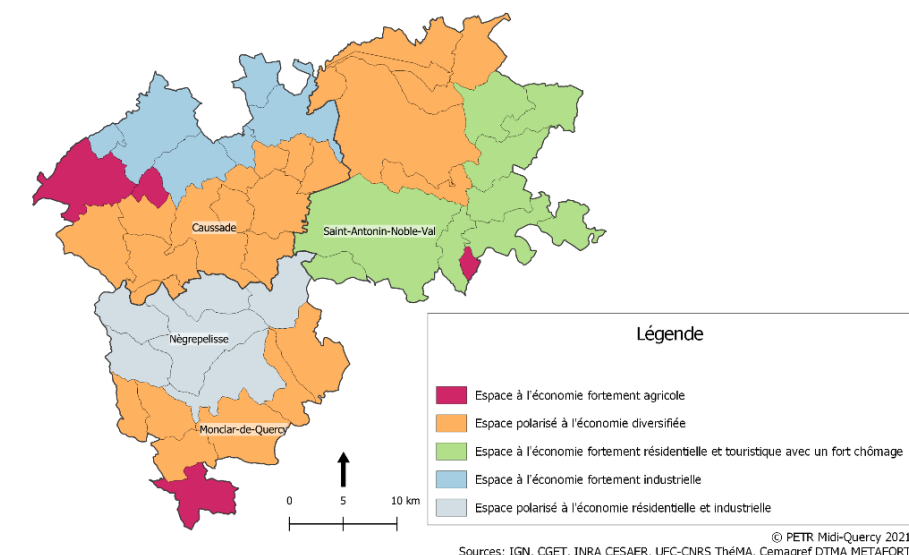 Caussade
Saint-Antonin-Noble-Val
Nègrepelisse
Monclar-de-Quercy
0 5 10 km
Légende
Espace à l'économie fortement agricole
Espace polarisé à l'économie diversifiée
Espace à l'économie fortement résidentielle et touristique avec un fort chômage
Espace à l'économie fortement industrielle
Espace polarisé à l'économie résidentielle et industrielle
© PETR Midi-Quercy 2021
Sources: IGN, CGET, INRA CESAER, UFC-CNRS ThéMA, Cemagref DTMA METAFORT